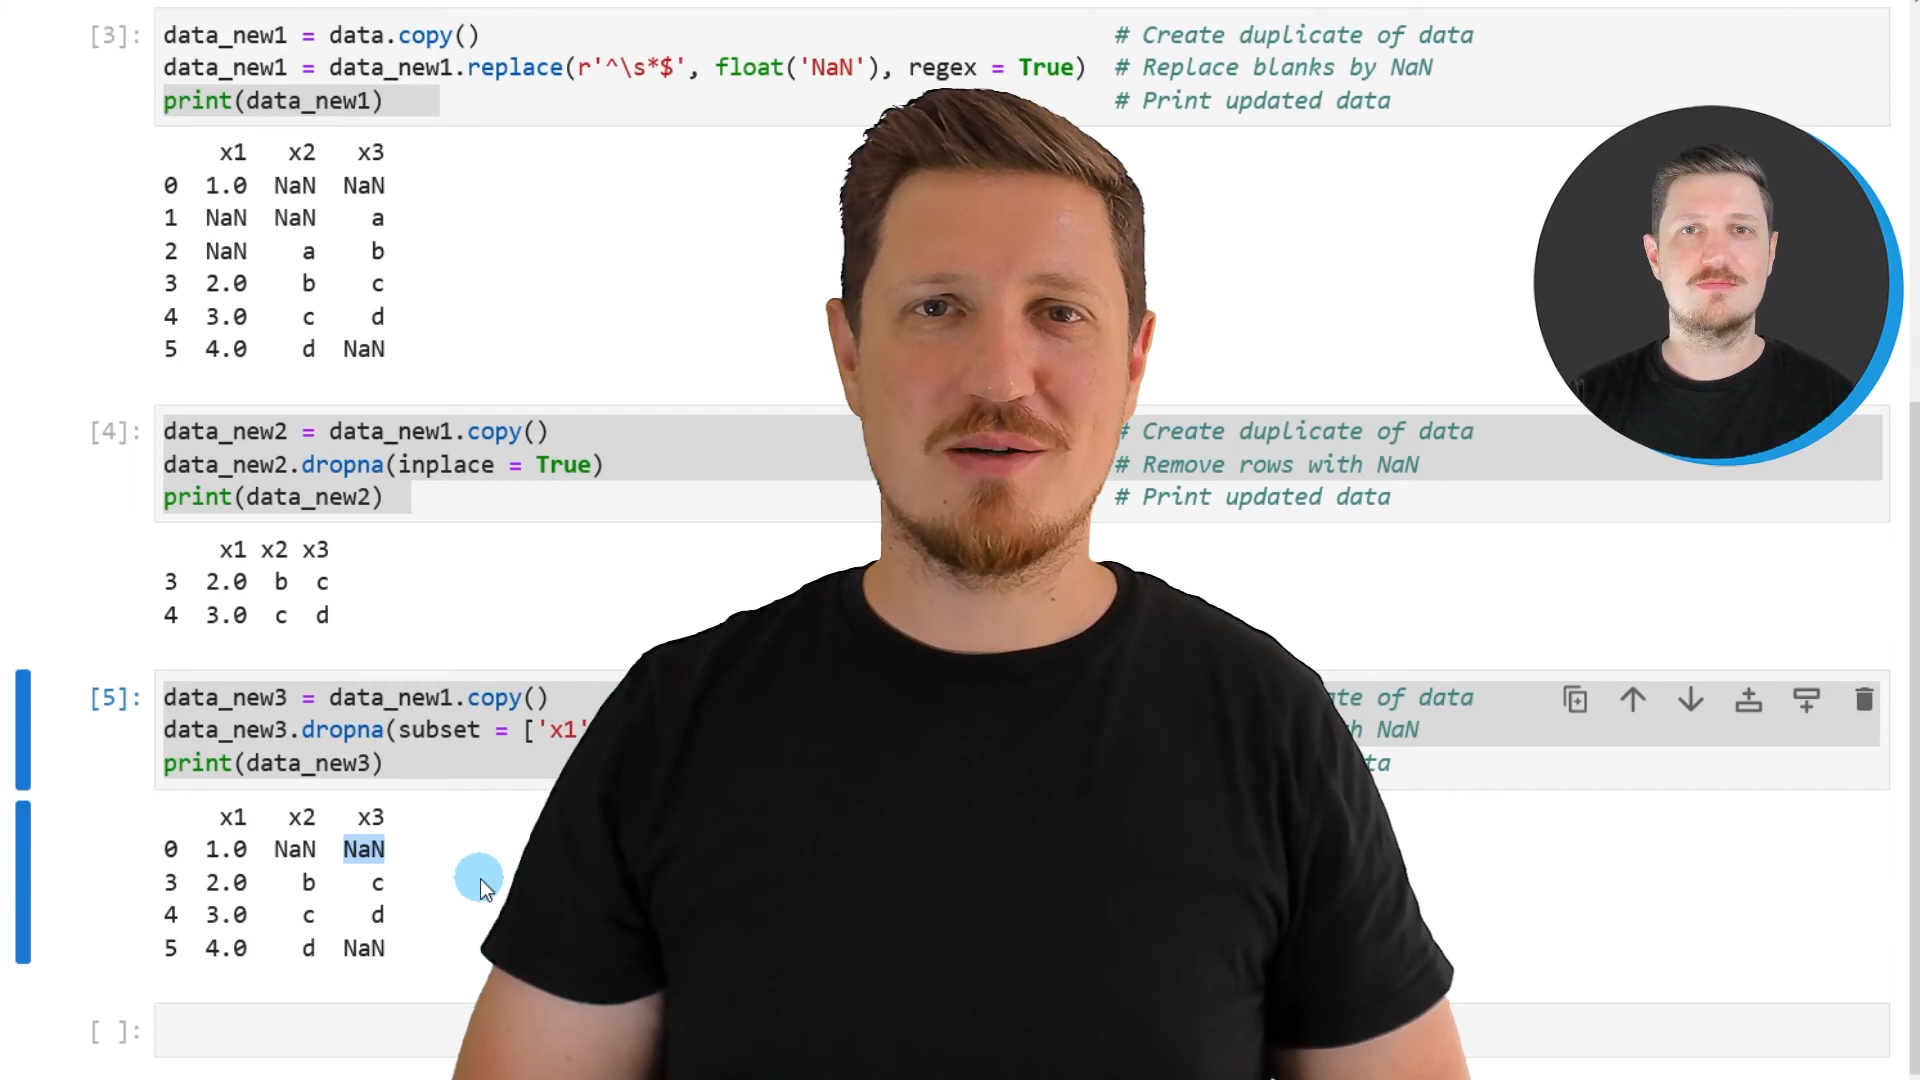 [3]: data_new1 = data.copy() # Create duplicate of data
data_new1 = data_new1.replace(r'^\s*$', float('NaN'), regex = True) # Replace blanks by NaN
print(data_new1) # Print updated data
x1 x2 x3
0 1.0 NaN NaN
1 NaN NaN a
2 NaN a b
3 2.0 b c
4 3.0 c d
5 4.0 d NaN
[4]: data_new2 = data_new1.copy() # Create duplicate of data
data_new2.dropna(inplace = True) # Remove rows with NaN
print(data_new2) # Print updated data
x1 x2 x3
3 2.0 b c
4 3.0 c d
[5]: data_new3 = data_new1.copy() of data
data_new3.dropna(subset = ['x1' NaN
print(data_new3)
x1 x2 x3
0 1.0 NaN NaN
3 2.0 b c
4 3.0 c d
5 4.0 d NaN
[ ]: